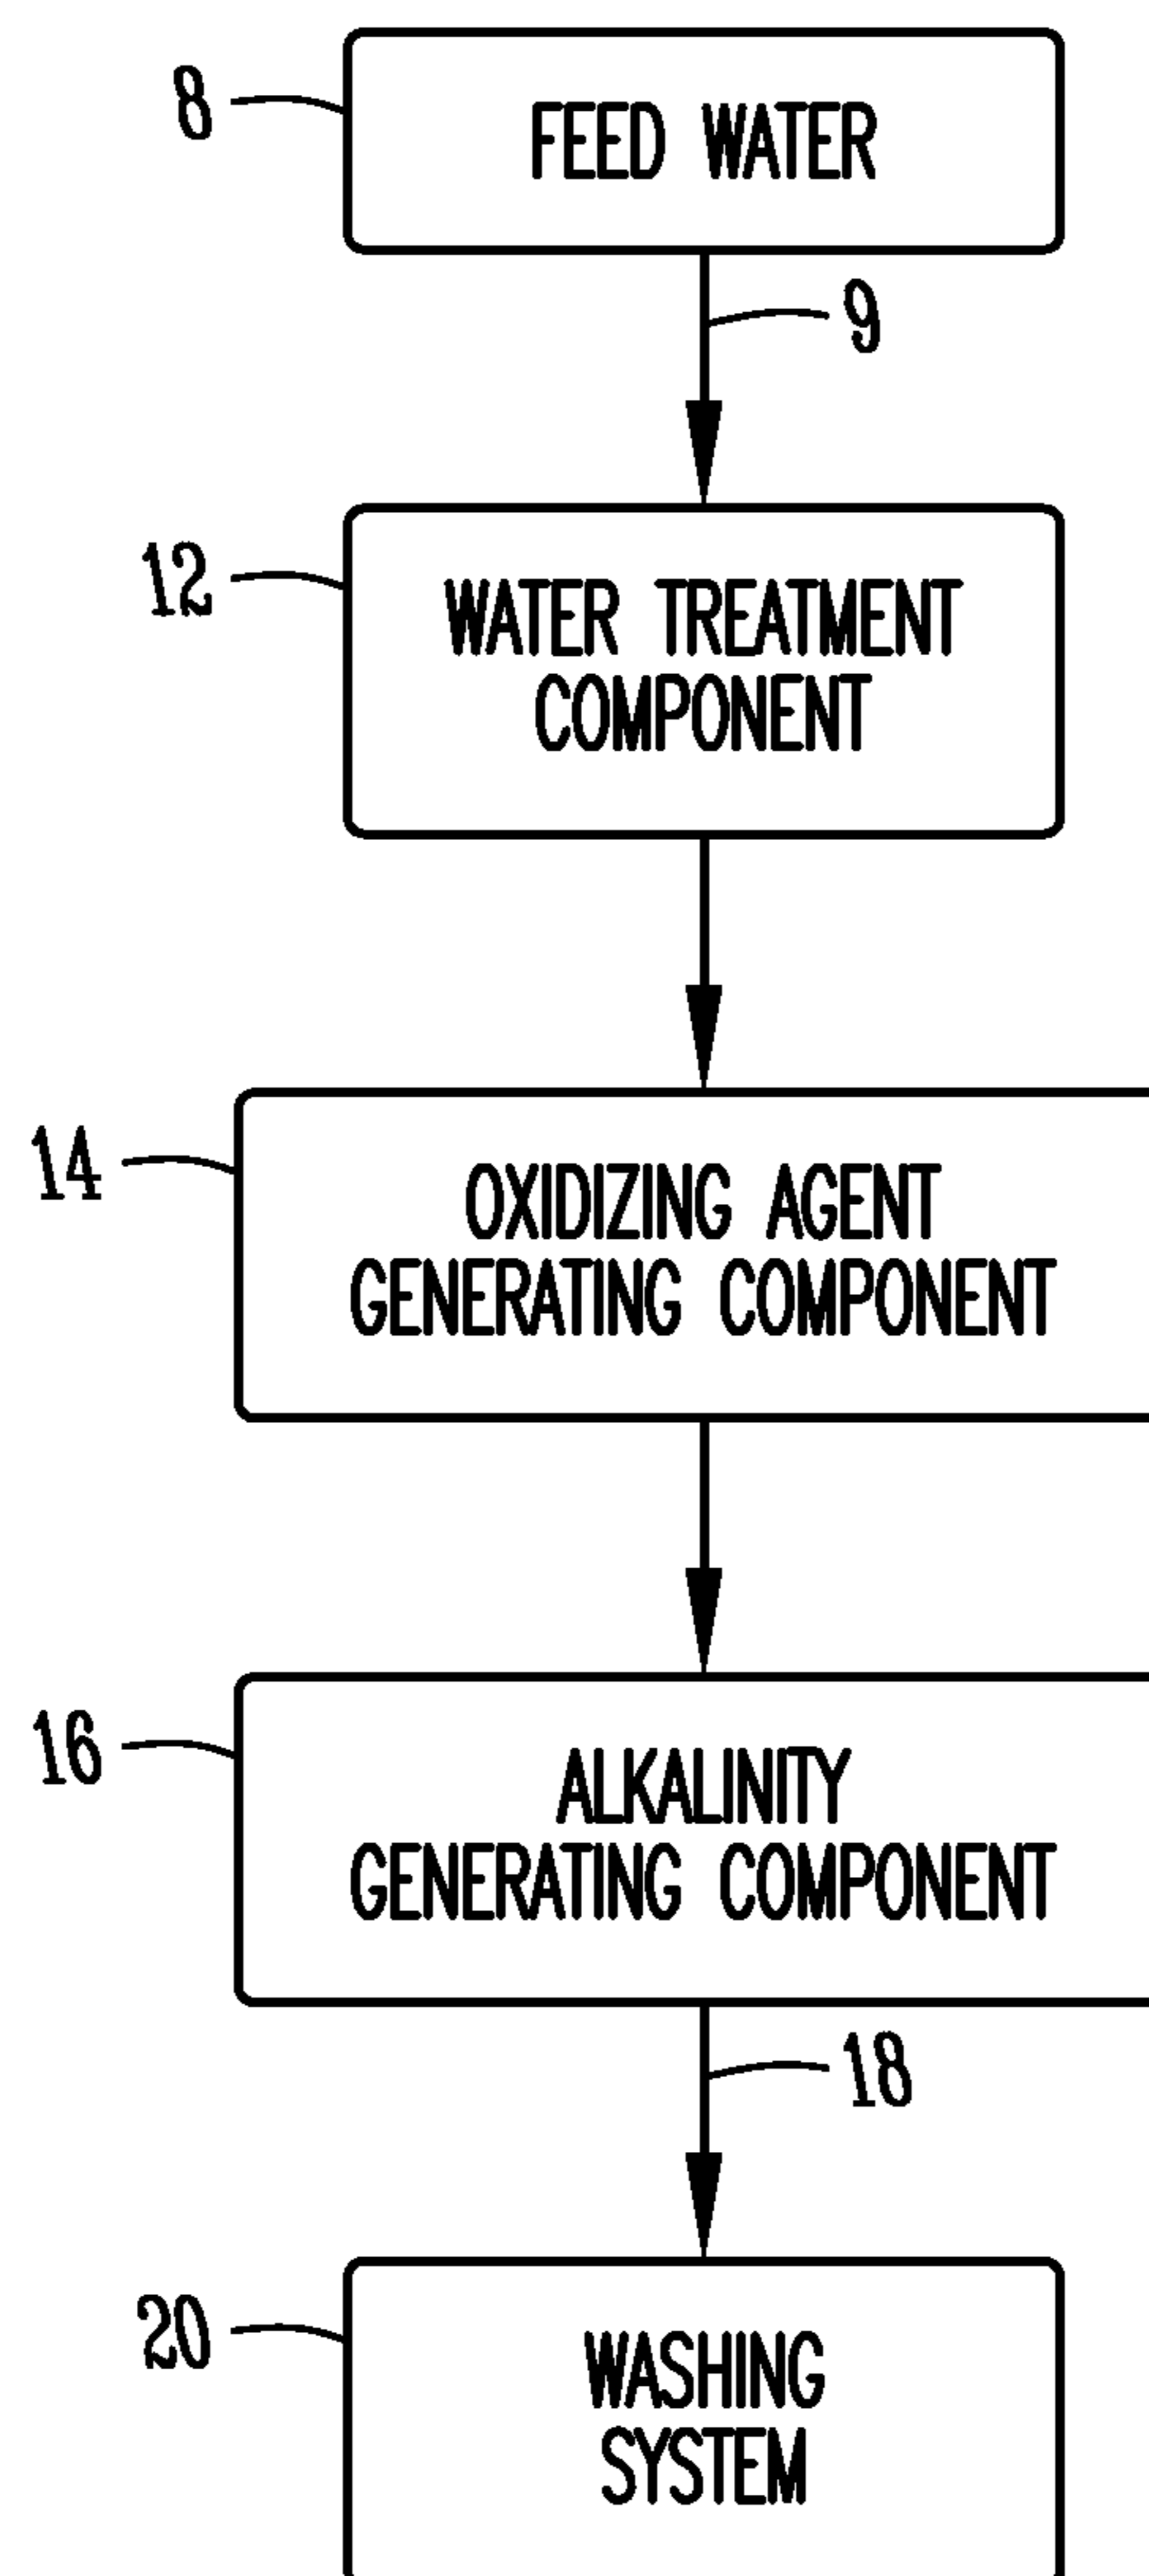 8
FEED WATER
9
12
WATER TREATMENT
COMPONENT
14
OXIDIZING AGENT
GENERATING COMPONENT
16
ALKALINITY
GENERATING COMPONENT
18
20
WASHING
SYSTEM